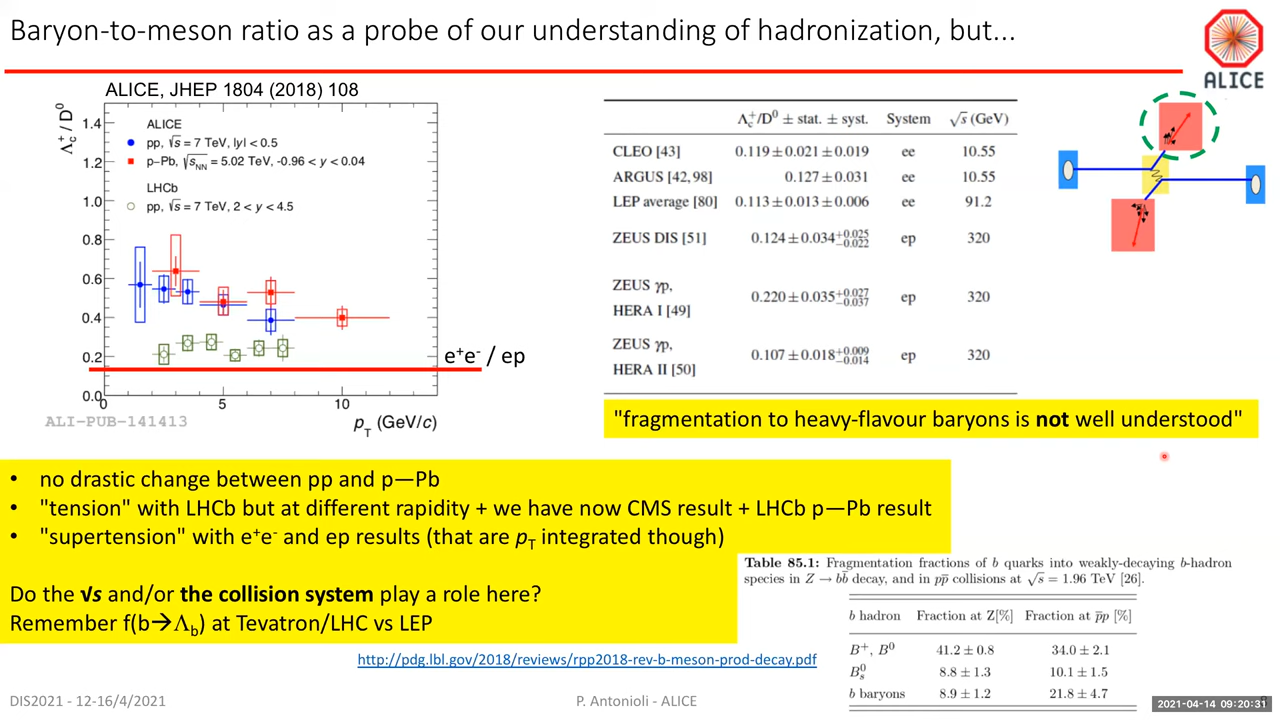 Baryon-to-meson ratio as a probe of our understanding of hadronization, but...
ALICE
ALICE, JHEP 1804 (2018) 108
Λc+ / D0
1.4
1.2
1.0
0.8
0.6
0.4
0.2
0.0
0
5
10
pT (GeV/c)
ALICE
pp, √s = 7 TeV, |y| < 0.5
p–Pb, √sNN = 5.02 TeV, -0.96 < y < 0.04
LHCb
pp, √s = 7 TeV, 2 < y < 4.5
e+e- / ep
ALI-PUB-141413
Λc+/D0 ± stat. ± syst. System √s (GeV)
CLEO [43] 0.119±0.021±0.019 ee 10.55
ARGUS [42,98] 0.127±0.031 ee 10.55
LEP average [80] 0.113±0.013±0.006 ee 91.2
ZEUS DIS [51] 0.124±0.034+0.025−0.022 ep 320
ZEUS γp,
HERA I [49] 0.220±0.035+0.027−0.037 ep 320
ZEUS γp,
HERA II [50] 0.107±0.018+0.009−0.014 ep 320
"fragmentation to heavy-flavour baryons is not well understood"
• no drastic change between pp and p—Pb
• "tension" with LHCb but at different rapidity + we have now CMS result + LHCb p—Pb result
• "supertension" with e+e- and ep results (that are pT integrated though)
Do the √s and/or the collision system play a role here?
Remember f(b→Λb) at Tevatron/LHC vs LEP
http://pdg.lbl.gov/2018/reviews/rpp2018-rev-b-meson-prod-decay.pdf
Table 85.1: Fragmentation fractions of b quarks into weakly-decaying b-hadron
species in Z → bb̄ decay, and in pp̄ collisions at √s = 1.96 TeV [26].
b hadron Fraction at Z[%] Fraction at p̄p [%]
B+, B0 41.2 ± 0.8 34.0 ± 2.1
Bs0 8.8 ± 1.3 10.1 ± 1.5
b baryons 8.9 ± 1.2 21.8 ± 4.7
DIS2021 - 12-16/4/2021
P. Antonioli - ALICE
2021-04-14 09:20:31